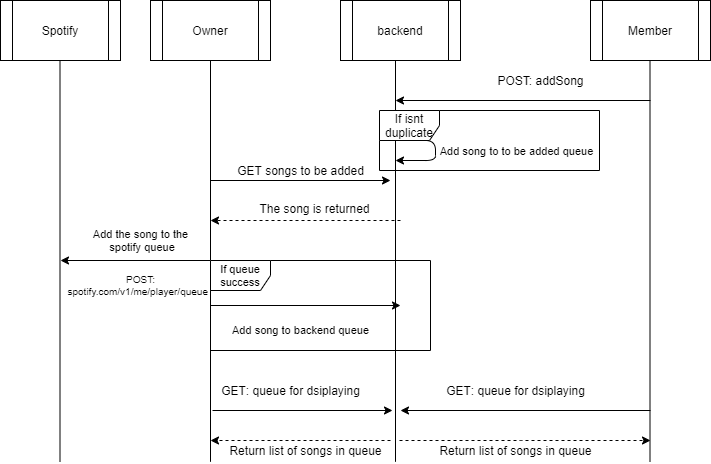 Spotify
Owner
backend
Member
POST: addSong
If isnt
duplicate
Add song to to be added queue
GET songs to be added
The song is returned
Add the song to the
spotify queue
POST:
spotify.com/v1/me/player/queue
If queue
success
Add song to backend queue
GET: queue for dsiplaying
GET: queue for dsiplaying
Return list of songs in queue
Return list of songs in queue